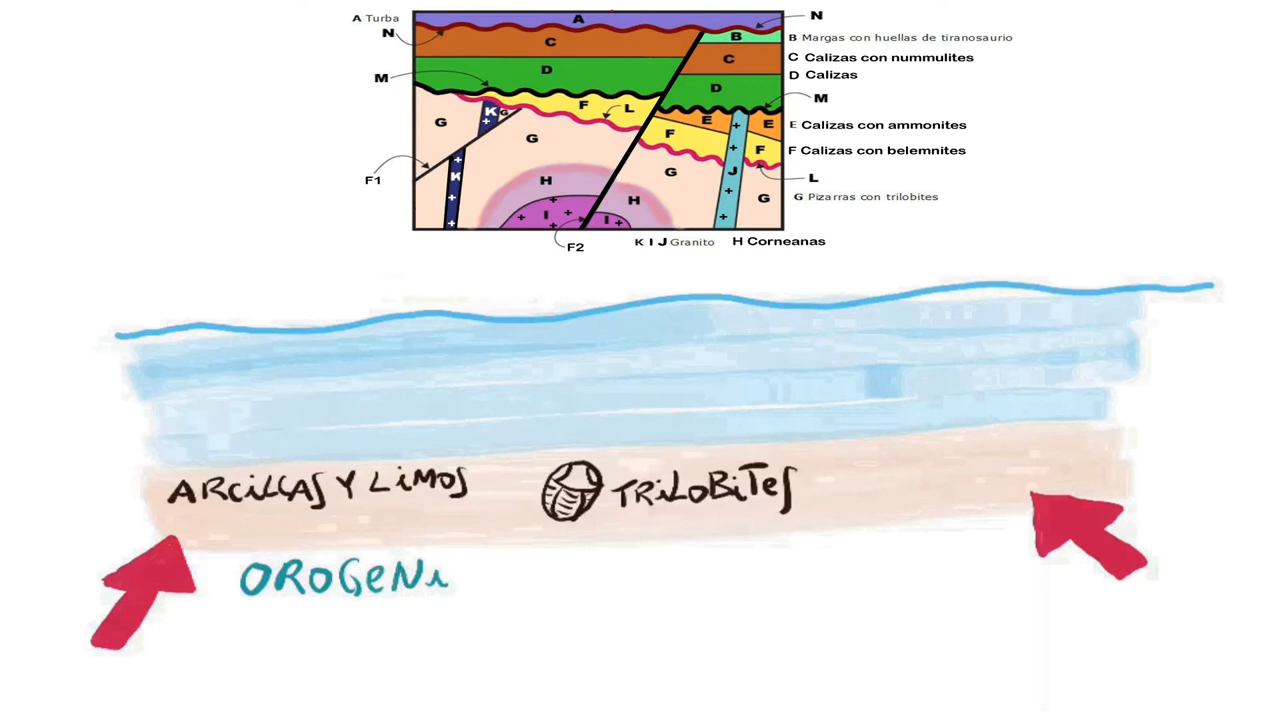 A Turba
N
A
N
B
B Margas con huellas de tiranosaurio
C
C
C Calizas con nummulites
M
D
D
D Calizas
M
F
L
K
G
G
G
E
E
E Calizas con ammonites
F
F
F Calizas con belemnites
F1
K
H
G
J
L
H
G
G Pizarras con trilobites
I
I
F2
K I J Granito
H Corneanas
ARCiLLAS Y LiMOS
TRiLOBiTES
OROGENi